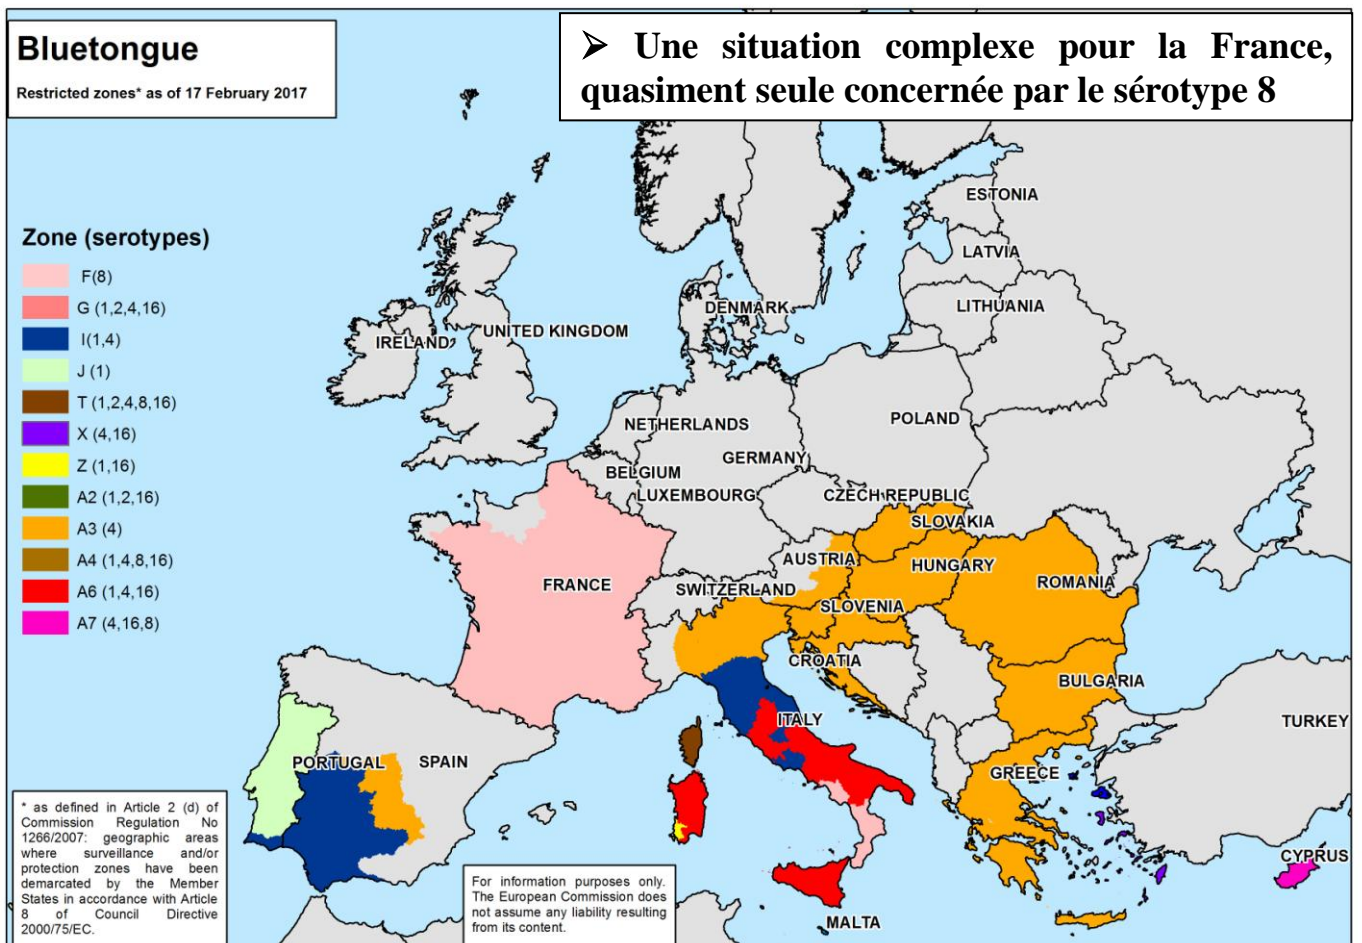 Bluetongue
Restricted zones* as of 17 February 2017
➢ Une situation complexe pour la France,
quasiment seule concernée par le sérotype 8
Zone (serotypes)
F(8)
G (1,2,4,16)
I(1,4)
J (1)
T (1,2,4,8,16)
X (4,16)
Z (1,16)
A2 (1,2,16)
A3 (4)
A4 (1,4,8,16)
A6 (1,4,16)
A7 (4,16,8)
ESTONIA
LATVIA
LITHUANIA
DENMARK
UNITED KINGDOM
IRELAND
POLAND
NETHERLANDS
GERMANY
BELGIUM
LUXEMBOURG
CZECH REPUBLIC
SLOVAKIA
AUSTRIA
HUNGARY
FRANCE
ROMANIA
SWITZERLAND
SLOVENIA
CROATIA
BULGARIA
ITALY
TURKEY
PORTUGAL
SPAIN
GREECE
CYPRUS
MALTA
* as defined in Article 2 (d) of
Commission Regulation No
1266/2007: geographic areas
where surveillance and/or
protection zones have been
demarcated by the Member
States in accordance with Article
8 of Council Directive
2000/75/EC.
For information purposes only.
The European Commission does
not assume any liability resulting
from its content.